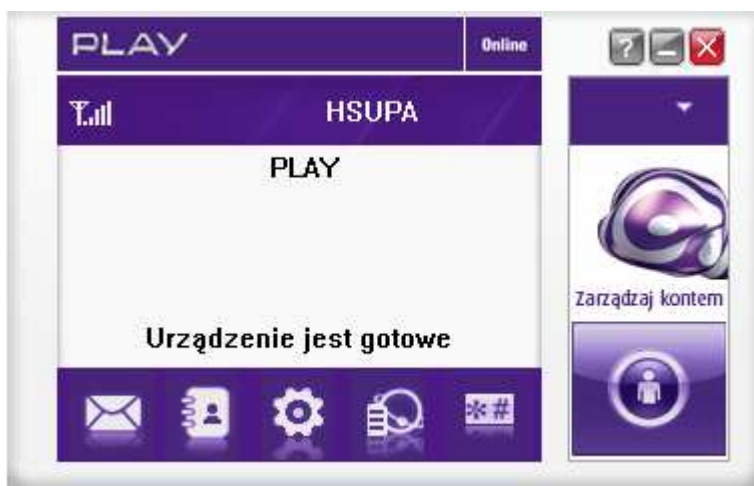 PLAY
Online
?
HSUPA
PLAY
Urządzenie jest gotowe
Zarządzaj kontem
*#